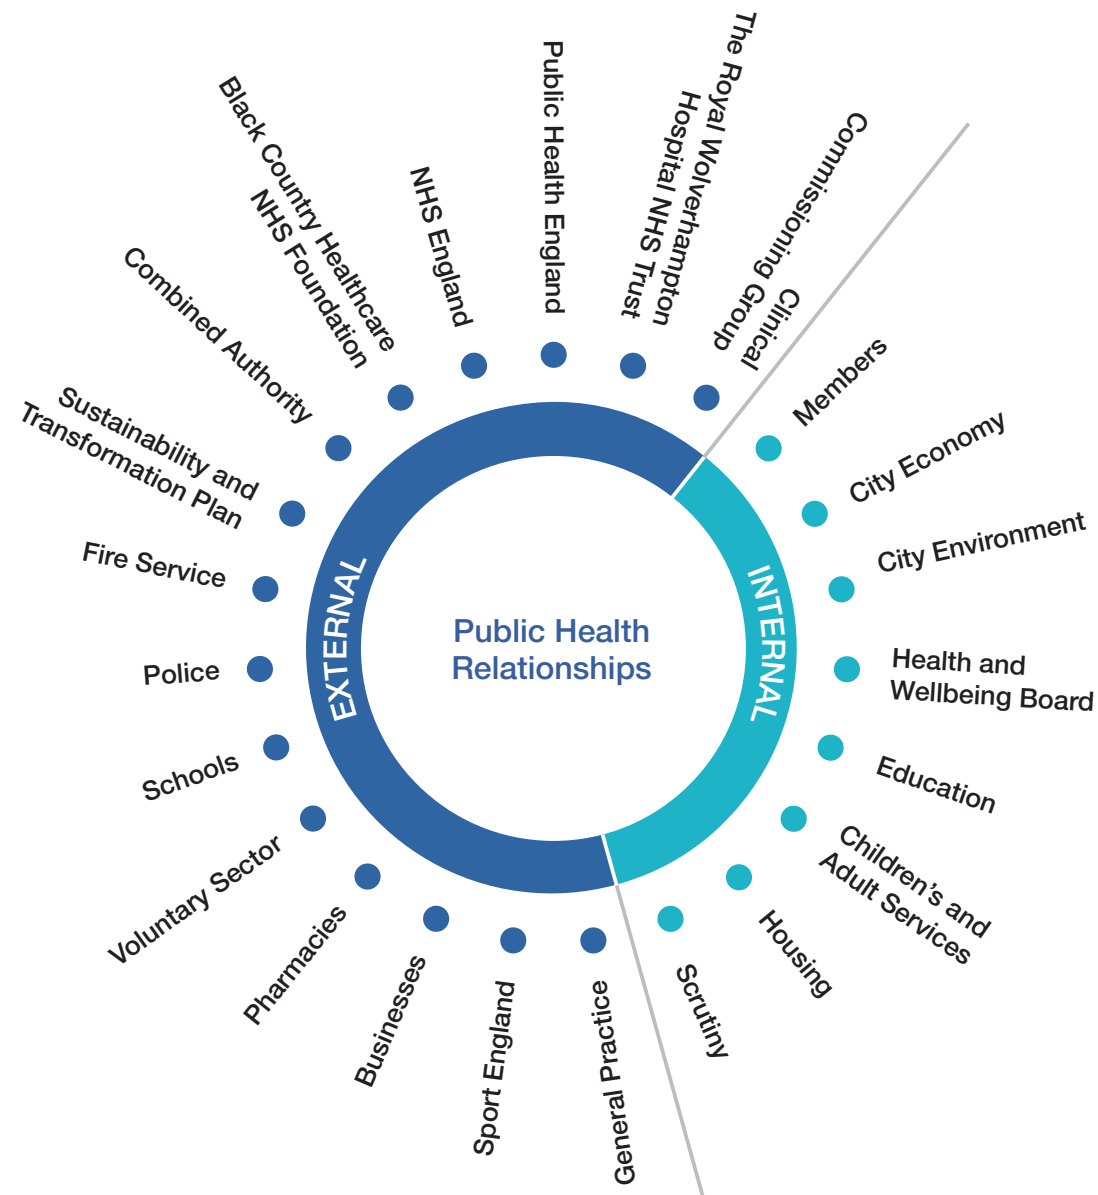 Public Health
Relationships
EXTERNAL
INTERNAL
Public Health England
The Royal Wolverhampton
Hospital NHS Trust
Clinical
Commissioning Group
Members
City Economy
City Environment
Health and
Wellbeing Board
Education
Children's and
Adult Services
Housing
Scrutiny
General Practice
Sport England
Businesses
Pharmacies
Voluntary Sector
Schools
Police
Fire Service
Sustainability and
Transformation Plan
Combined Authority
Black Country Healthcare
NHS Foundation
NHS England